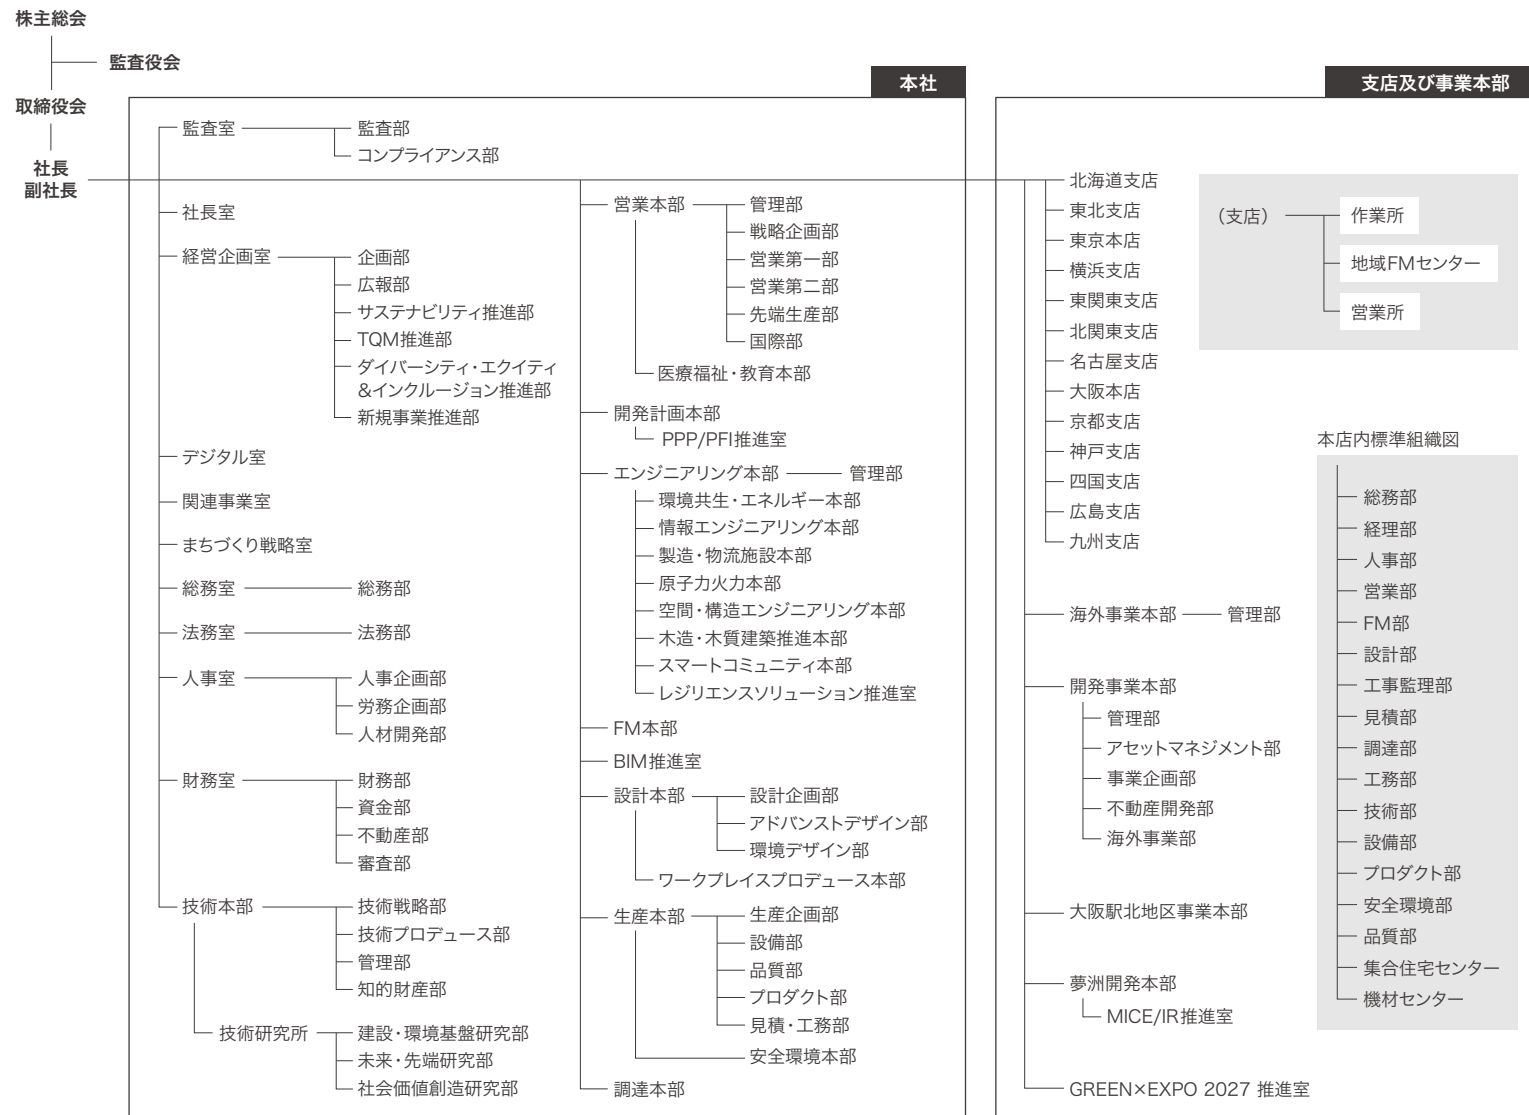 株主総会
監査役会
取締役会
社長
副社長
本社
監査室
監査部
コンプライアンス部
社長室
経営企画室
企画部
広報部
サステナビリティ推進部
TQM推進部
ダイバーシティ・エクイティ
&インクルージョン推進部
新規事業推進部
デジタル室
関連事業室
まちづくり戦略室
総務室
総務部
法務室
法務部
人事室
人事企画部
労務企画部
人材開発部
財務室
財務部
資金部
不動産部
審査部
技術本部
技術戦略部
技術プロデュース部
管理部
知的財産部
技術研究所
建設・環境基盤研究部
未来・先端研究部
社会価値創造研究部
営業本部
管理部
戦略企画部
営業第一部
営業第二部
先端生産部
国際部
医療福祉・教育本部
開発計画本部
PPP/PFI推進室
エンジニアリング本部
管理部
環境共生・エネルギー本部
情報エンジニアリング本部
製造・物流施設本部
原子力火力本部
空間・構造エンジニアリング本部
木造・木質建築推進本部
スマートコミュニティ本部
レジリエンスソリューション推進室
FM本部
BIM推進室
設計本部
設計企画部
アドバンストデザイン部
環境デザイン部
ワークプレイスプロデュース本部
生産本部
生産企画部
設備部
品質部
プロダクト部
見積・工務部
安全環境本部
調達本部
支店及び事業本部
北海道支店
東北支店
東京本店
横浜支店
東関東支店
北関東支店
名古屋支店
大阪本店
京都支店
神戸支店
四国支店
広島支店
九州支店
海外事業本部
管理部
開発事業本部
管理部
アセットマネジメント部
事業企画部
不動産開発部
海外事業部
大阪駅北地区事業本部
夢洲開発本部
MICE/IR推進室
GREEN×EXPO 2027 推進室
(支店)
作業所
地域FMセンター
営業所
本店内標準組織図
総務部
経理部
人事部
営業部
FM部
設計部
工事監理部
見積部
調達部
工務部
技術部
設備部
プロダクト部
安全環境部
品質部
集合住宅センター
機材センター